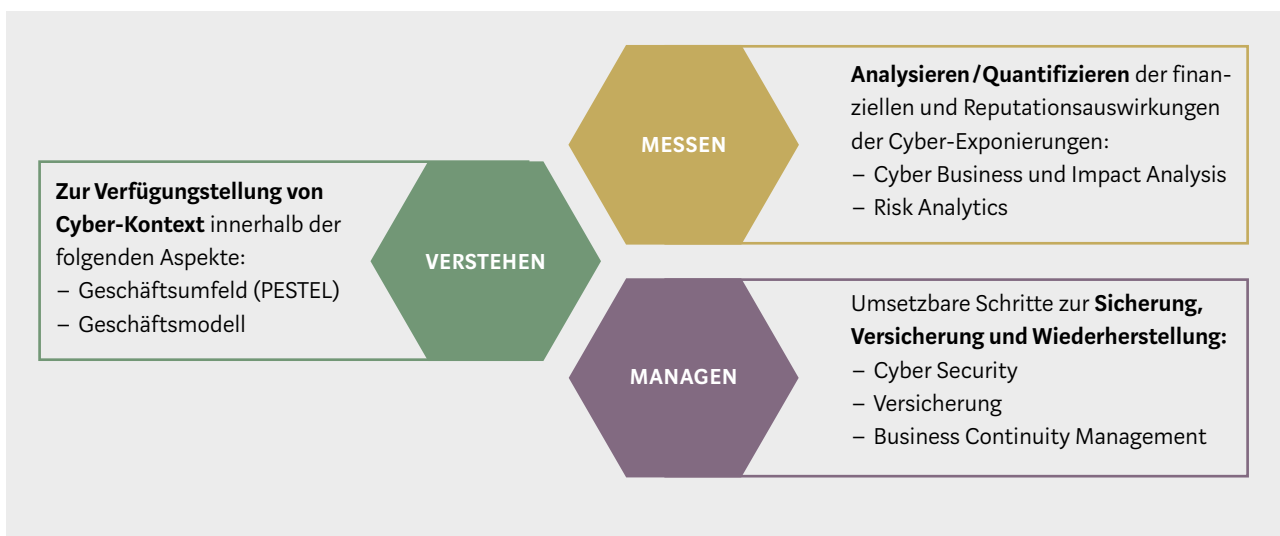 Zur Verfügungstellung von
Cyber-Kontext innerhalb der
folgenden Aspekte:
– Geschäftsumfeld (PESTEL)
– Geschäftsmodell
VERSTEHEN
MESSEN
Analysieren/Quantifizieren der finan-
ziellen und Reputationsauswirkungen
der Cyber-Exponierungen:
– Cyber Business und Impact Analysis
– Risk Analytics
MANAGEN
Umsetzbare Schritte zur Sicherung,
Versicherung und Wiederherstellung:
– Cyber Security
– Versicherung
– Business Continuity Management